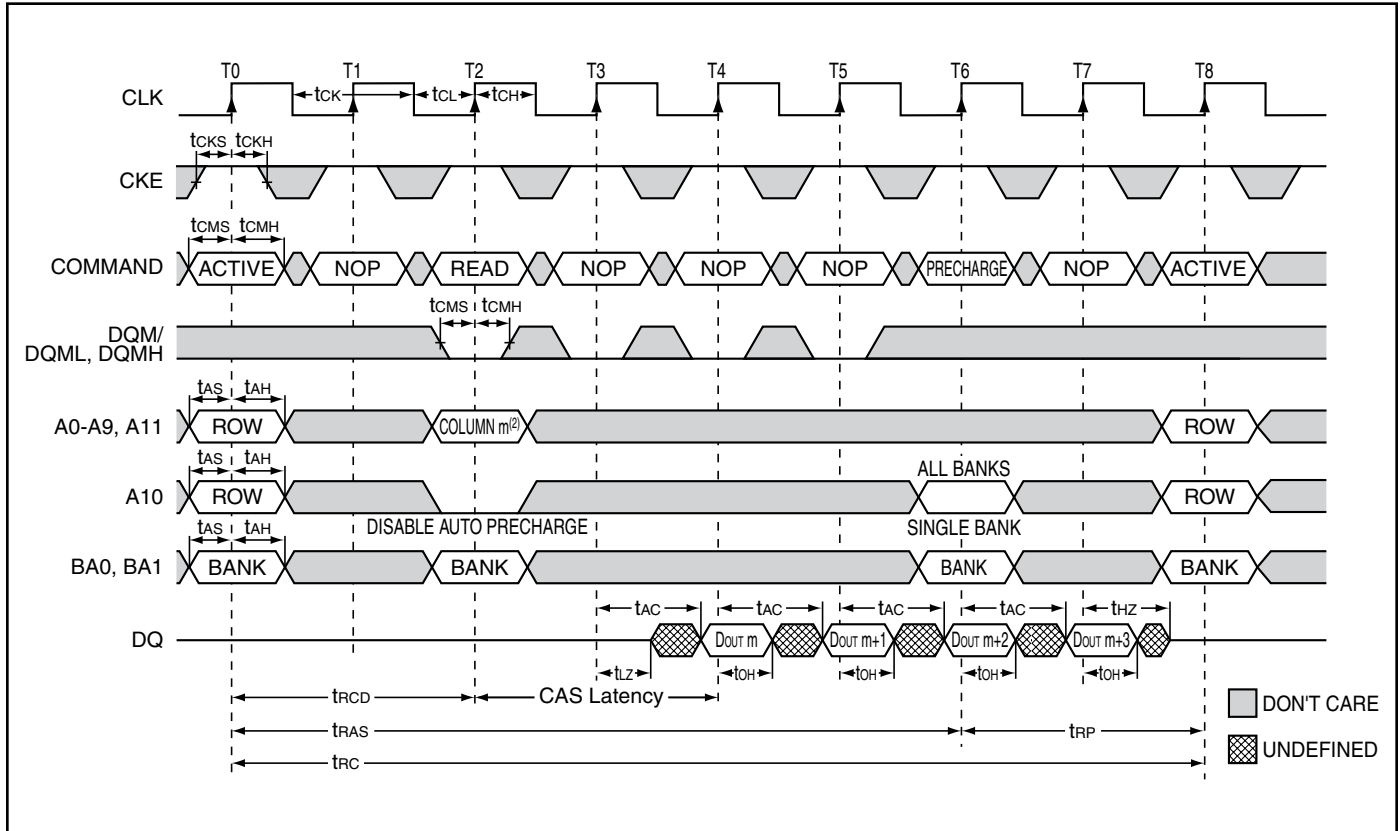 T0 T1 T2 T3 T4 T5 T6 T7 T8
CLK tCK tCL tCH
tCKS tCKH
CKE
tCMS tCMH
COMMAND ACTIVE NOP READ NOP NOP NOP PRECHARGE NOP ACTIVE
tCMS tCMH
DQM/
DQML, DQMH
tAS tAH
A0-A9, A11 ROW COLUMN m(2) ROW
tAS tAH ALL BANKS
A10 ROW ROW
DISABLE AUTO PRECHARGE SINGLE BANK
tAS tAH
BA0, BA1 BANK BANK BANK BANK
tAC tAC tAC tAC tHZ
DQ DOUT m DOUT m+1 DOUT m+2 DOUT m+3
tLZ tOH tOH tOH tOH
tRCD CAS Latency
DON'T CARE
tRAS tRP
UNDEFINED
tRC